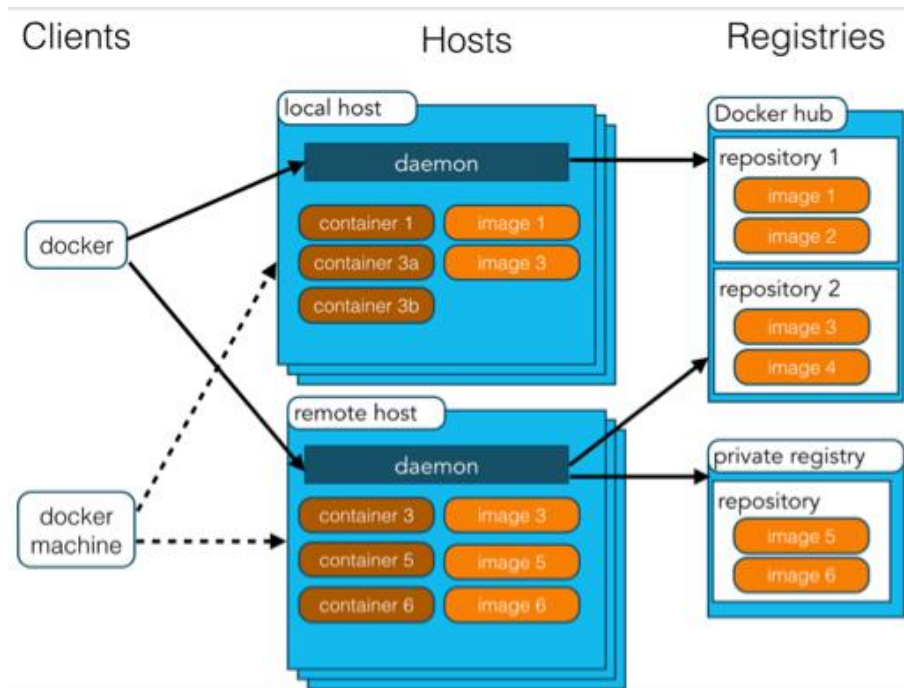 Clients
Hosts
Registries
docker
docker
machine
local host
daemon
container 1
image 1
container 3a
image 3
container 3b
remote host
daemon
container 3
image 3
container 5
image 5
container 6
image 6
Docker hub
repository 1
image 1
image 2
repository 2
image 3
image 4
private registry
repository
image 5
image 6